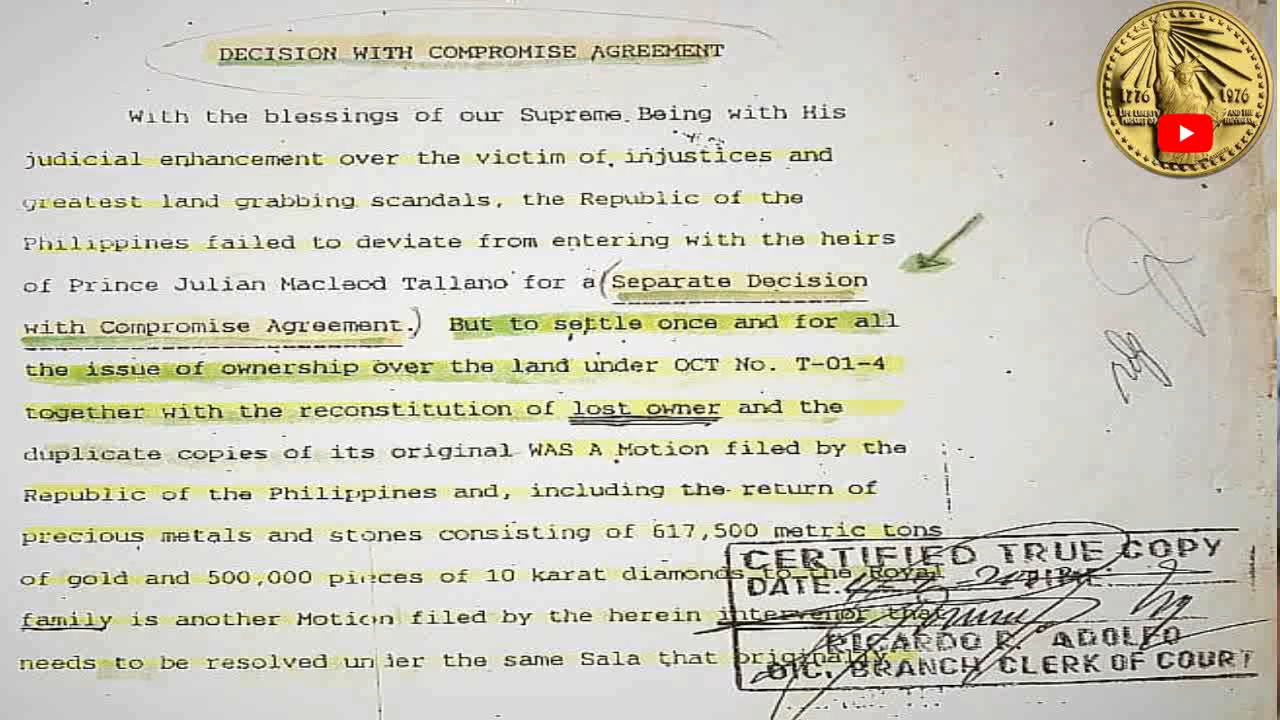 DECISION WITH COMPROMISE AGREEMENT
With the blessings of our Supreme Being with His
judicial enhancement over the victim of injustices and
greatest land grabbing scandals, the Republic of the
Philippines failed to deviate from entering with the heirs
of Prince Julian Macleod Tallano for a (Separate Decision
with Compromise Agreement.) But to settle once and for all
the issue of ownership over the land under OCT No. T-01-4
together with the reconstitution of lost owner and the
duplicate copies of its original WAS A Motion filed by the
Republic of the Philippines and, including the return of
precious metals and stones consisting of 617,500 metric tons
of gold and 500,000 pieces of 10 karat diamonds to the Royal
family is another Motion filed by the herein intervenor that
needs to be resolved under the same Sala that originally
CERTIFIED TRUE COPY
DATE.
RICARDO R. ADOLFO
OIC, BRANCH CLERK OF COURT
1776 1976